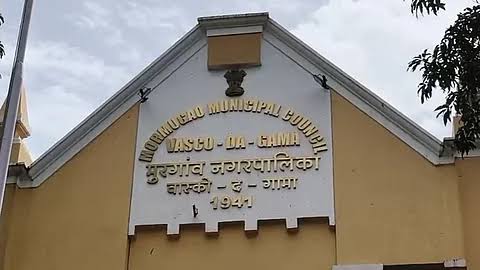 MORMUGAO MUNICIPAL COUNCIL
VASCO - DA - GAMA
मुरगांव नगरपालिका
वास्को - द - गामा
1941